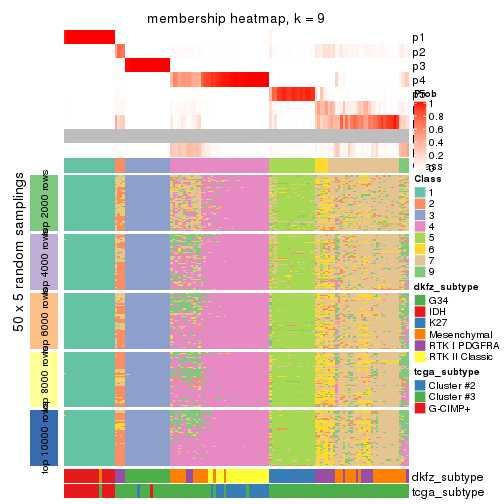 membership heatmap, k = 9
p1
p2
p3
p4
Prob
1
0.8
0.6
0.4
0.2
0
Class
1
2
3
4
5
6
7
9
50 x 5 random samplings
top 2000 rows
top 4000 rows
top 6000 rows
top 8000 rows
top 10000 rows
dkfz_subtype
G34
IDH
K27
Mesenchymal
RTK I PDGFRA
RTK II Classic
tcga_subtype
Cluster #2
Cluster #3
G-CIMP+
dkfz_subtype
tcga_subtype